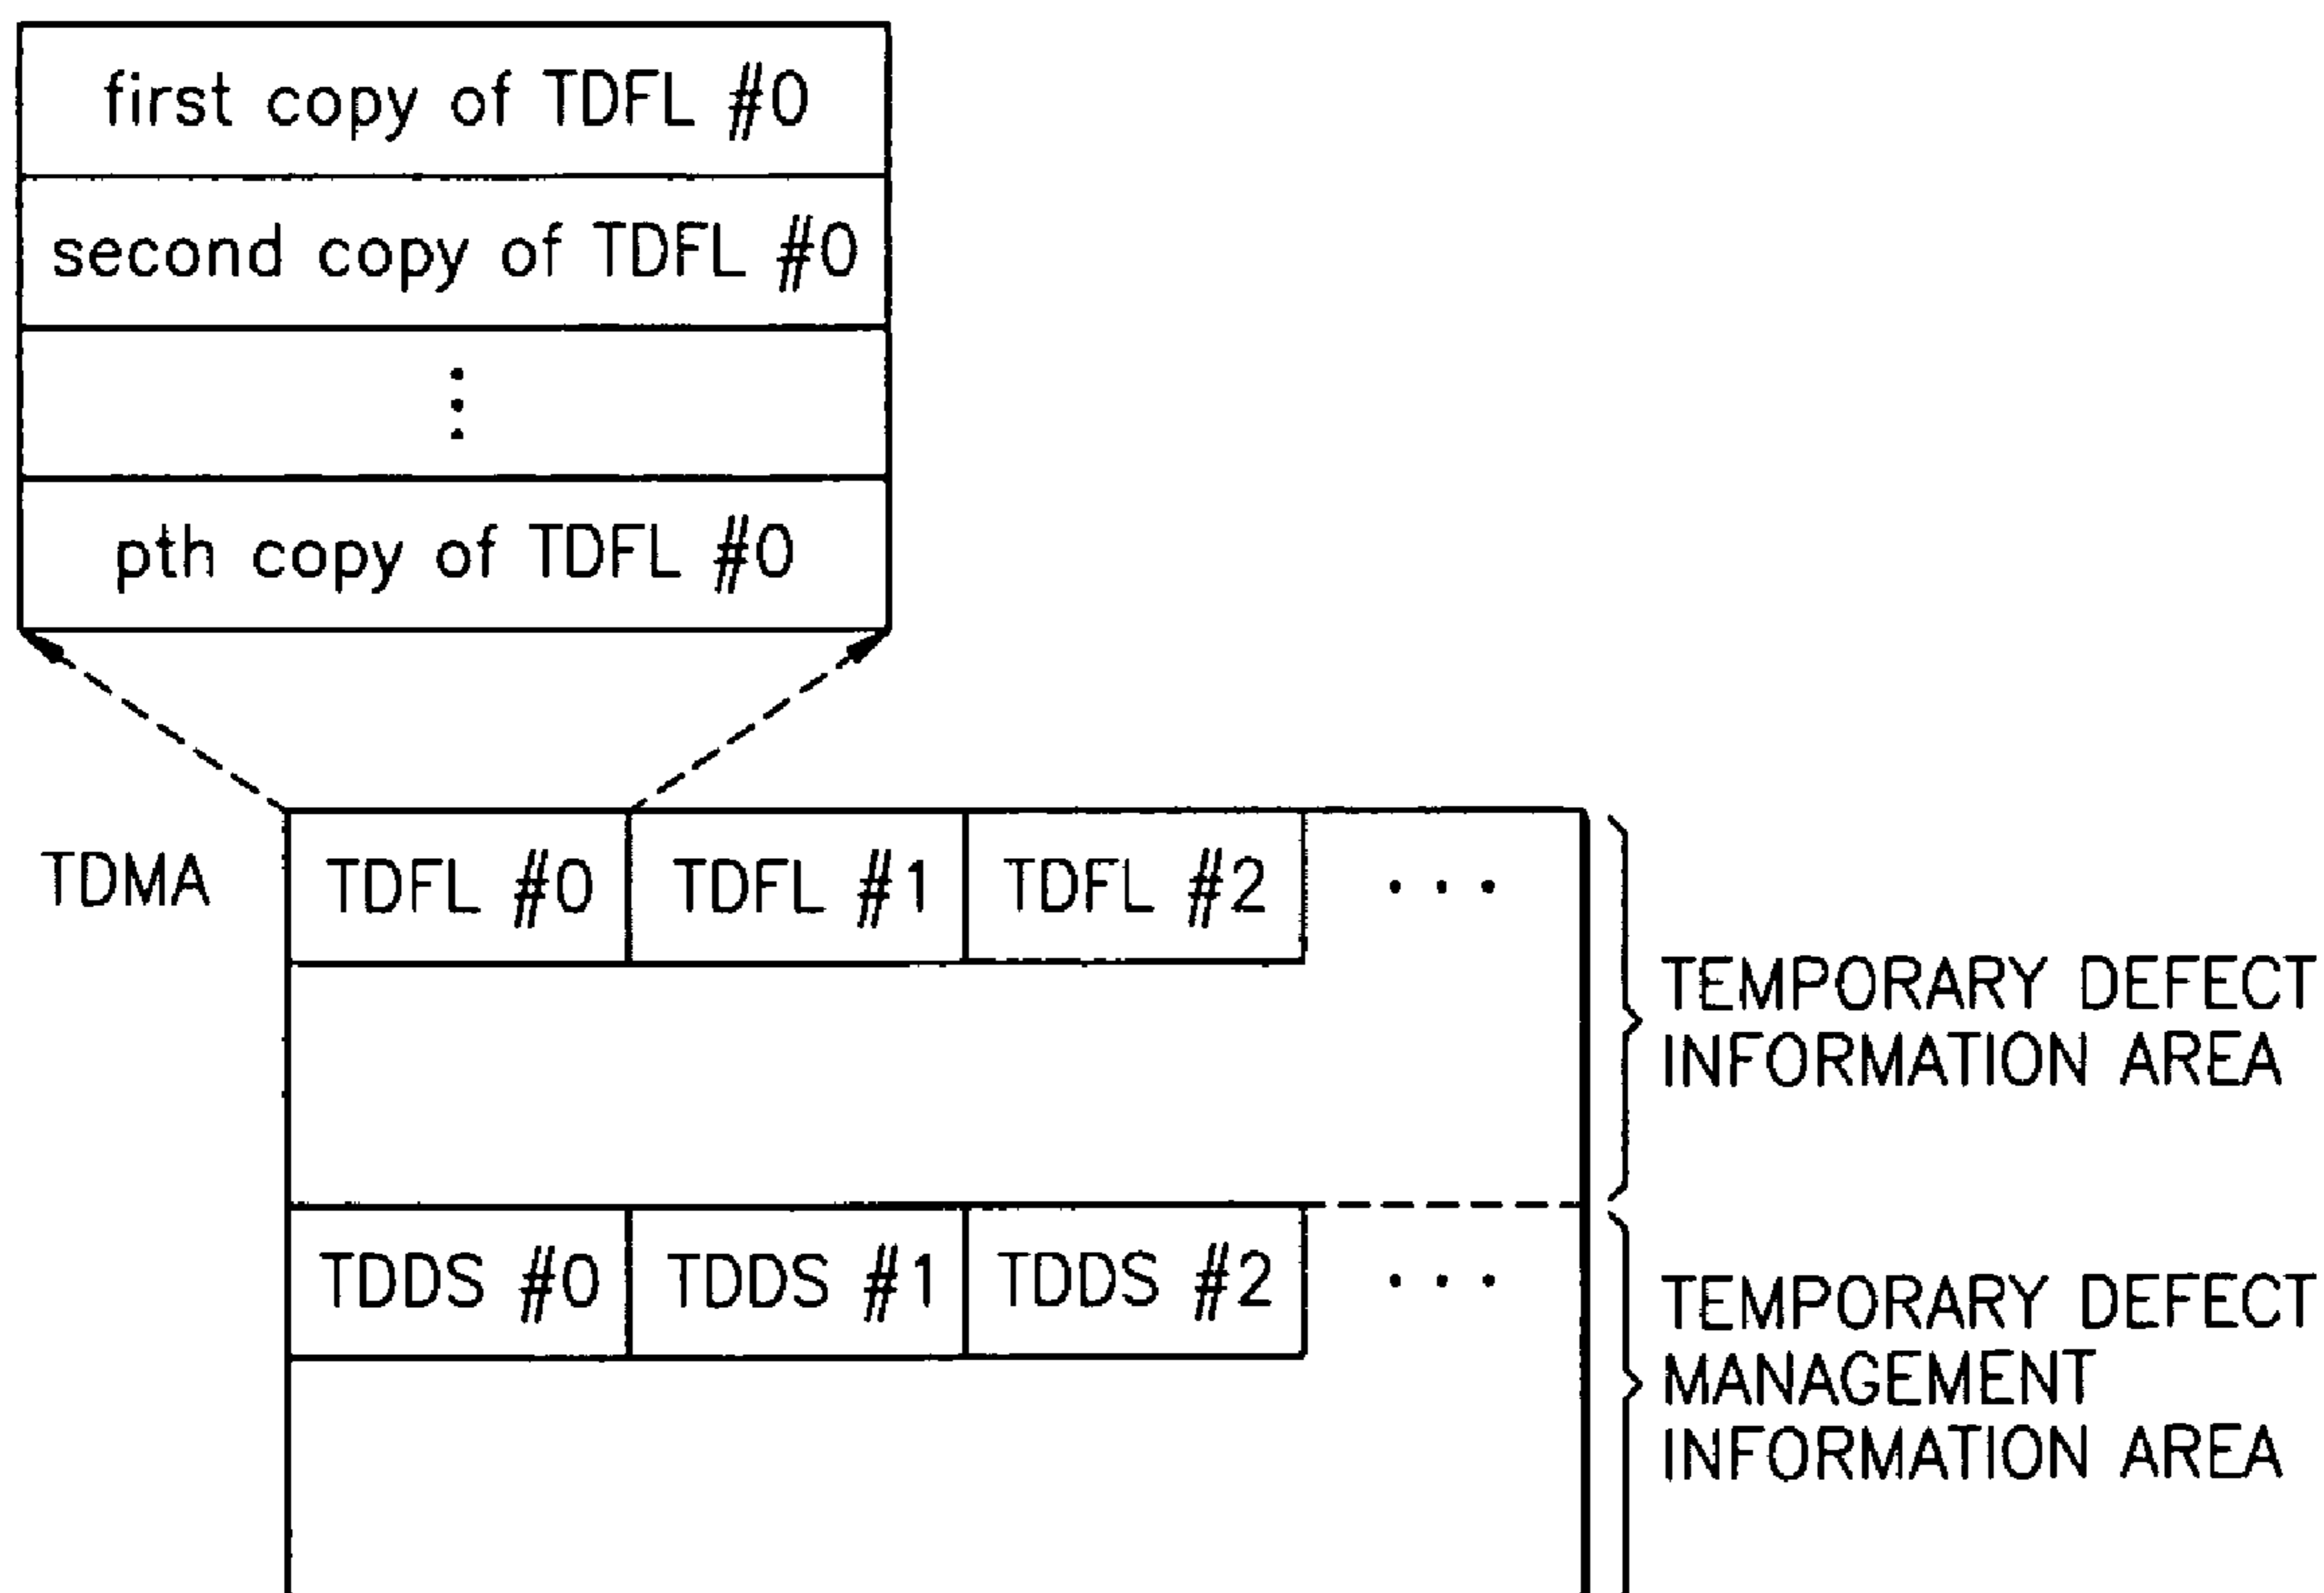 first copy of TDFL #0
second copy of TDFL #0
⋮
pth copy of TDFL #0
TDMA
TDFL #0 TDFL #1 TDFL #2 ...
TEMPORARY DEFECT
INFORMATION AREA
TDDS #0 TDDS #1 TDDS #2 ...
TEMPORARY DEFECT
MANAGEMENT
INFORMATION AREA